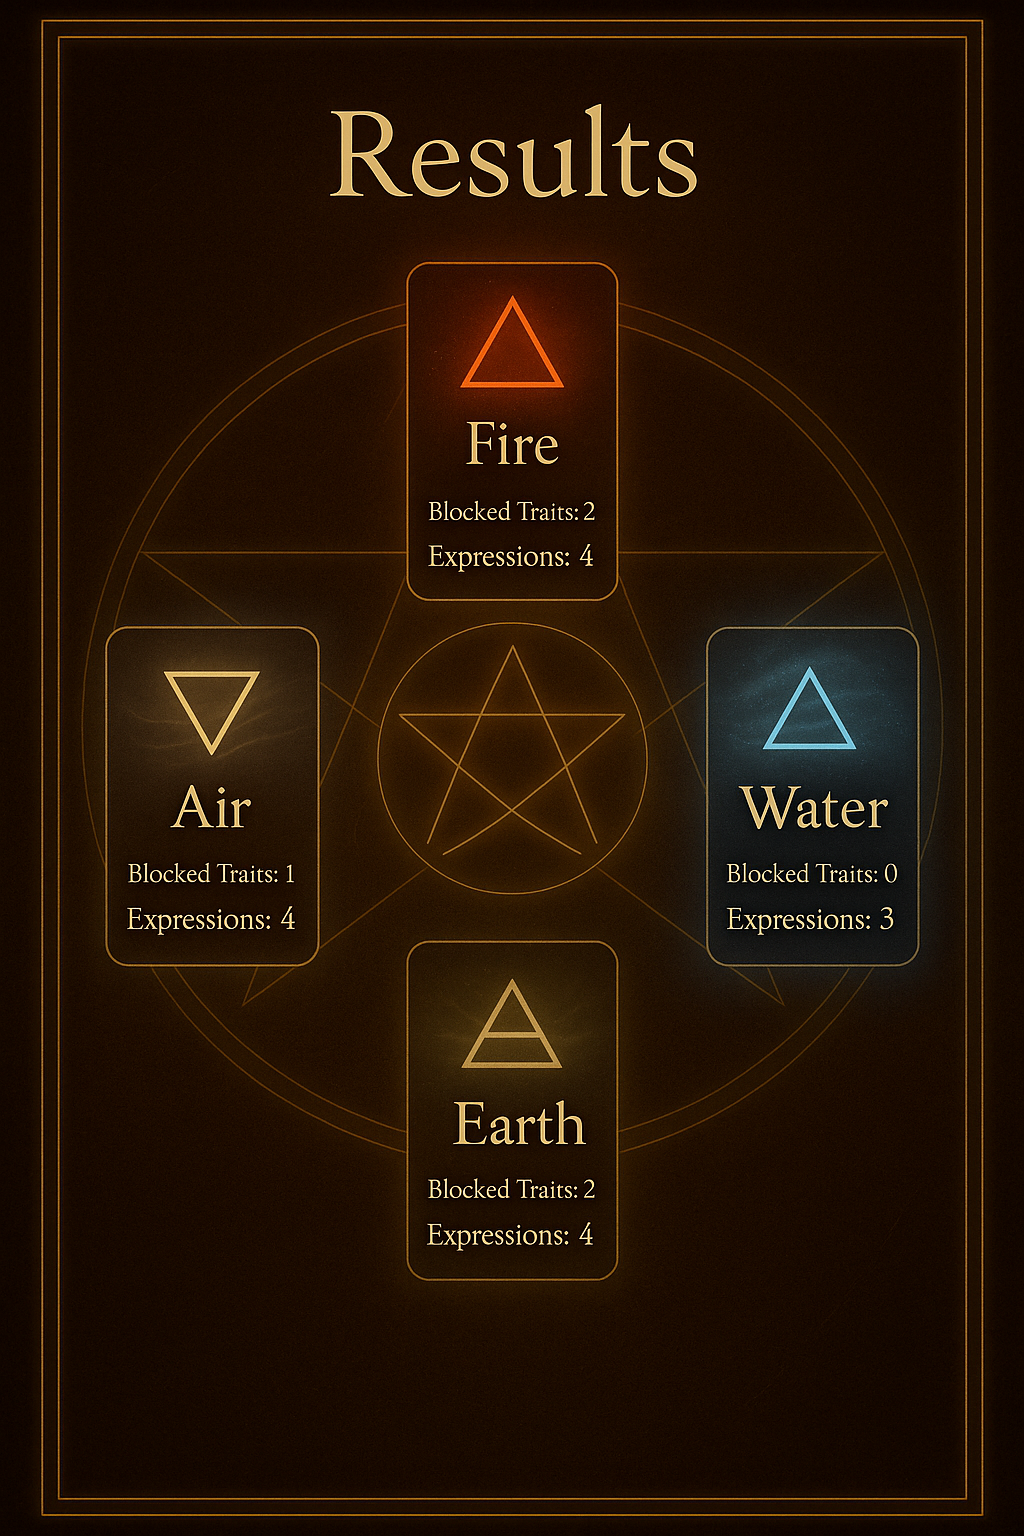 Results
Fire
Blocked Traits: 2
Expressions: 4
Air
Blocked Traits: 1
Expressions: 4
Water
Blocked Traits: 0
Expressions: 3
Earth
Blocked Traits: 2
Expressions: 4